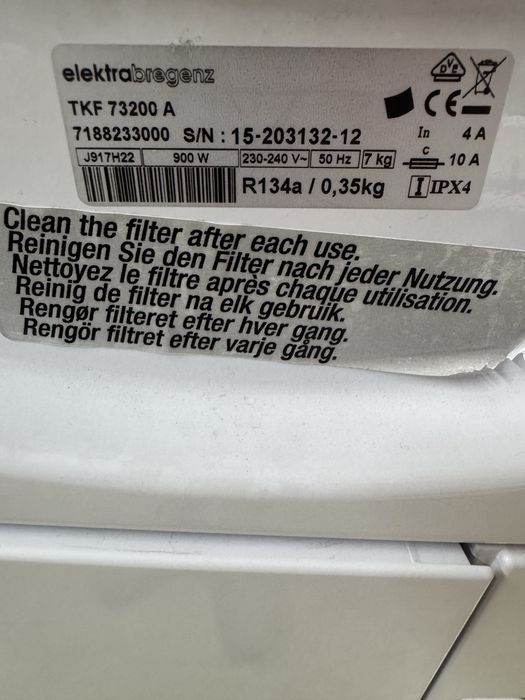 elektrabregenz
DVE
TKF 73200 A
CE
7188233000 S/N : 15-203132-12
In 4 A
J917H22 900 W 230-240 V~ 50 Hz 7 kg
C 10 A
R134a / 0,35kg
I IPX4
Clean the filter after each use.
Reinigen Sie den Filter nach jeder Nutzung.
Nettoyez le filtre après chaque utilisation.
Reinig de filter na elk gebruik.
Rengør filteret efter hver gang.
Rengör filtret efter varje gång.